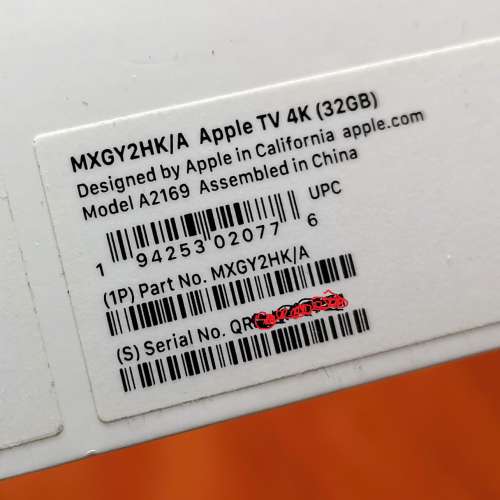 MXGY2HK/A Apple TV 4K (32GB)
Designed by Apple in California apple.com
Model A2169 Assembled in China
UPC
1 94253 02077 6
(1P) Part No. MXGY2HK/A
(S) Serial No. QR